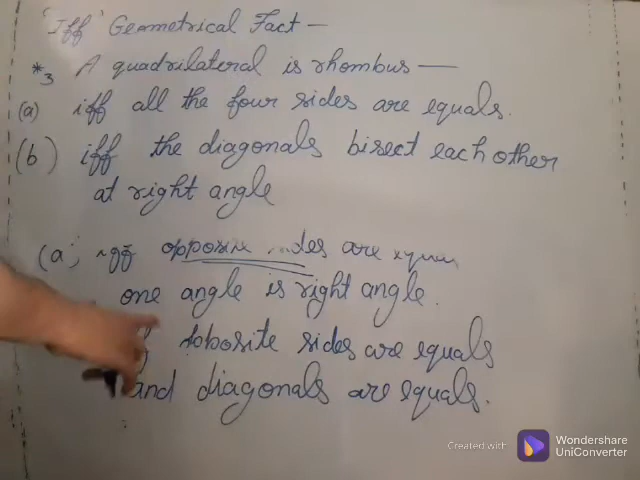 "Iff" Geometrical Fact —
*3 A quadrilateral is rhombus —
(a) iff all the four sides are equals.
(b) iff the diagonals bisect each other
at right angle
(a) iff opposite sides are
one angle is right angle.
opposite sides are equals
and diagonals are equals.
Created with Wondershare
UniConverter